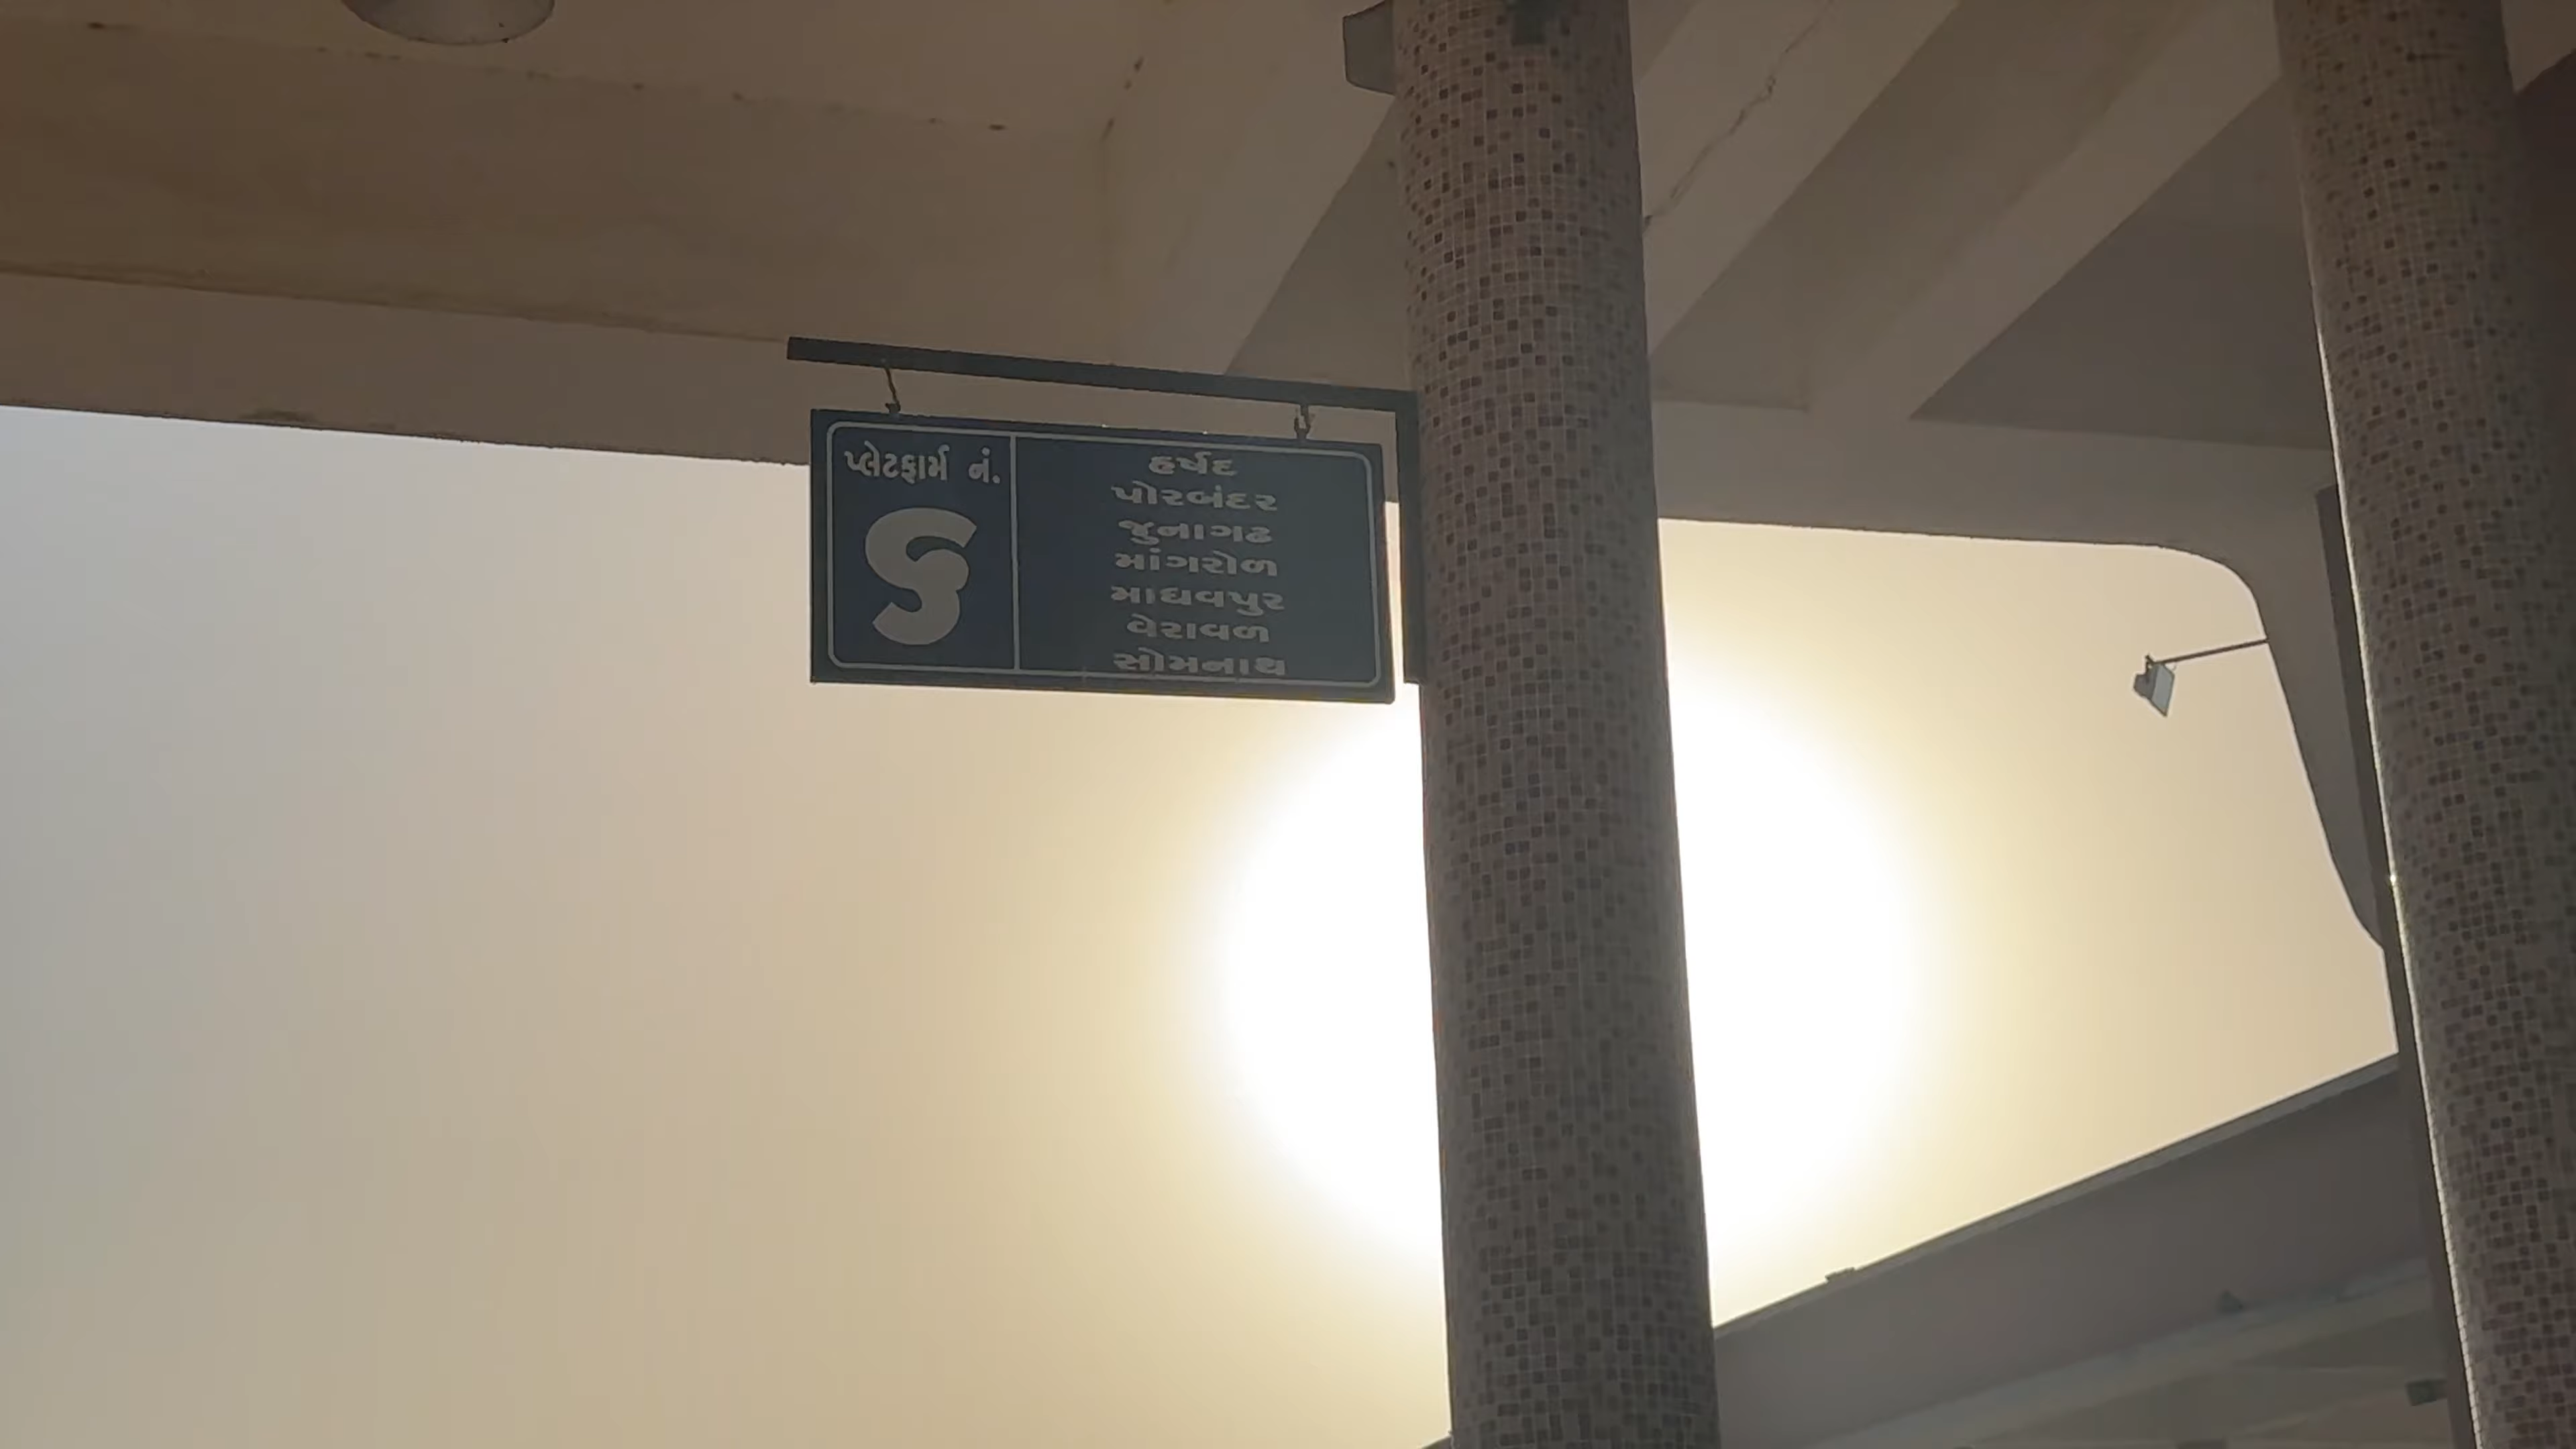 પ્લેટફાર્મ નં.
૬
હર્ષદ
પોરબંદર
જુનાગઢ
માંગરોળ
માધવપુર
વેરાવળ
સોમનાથ